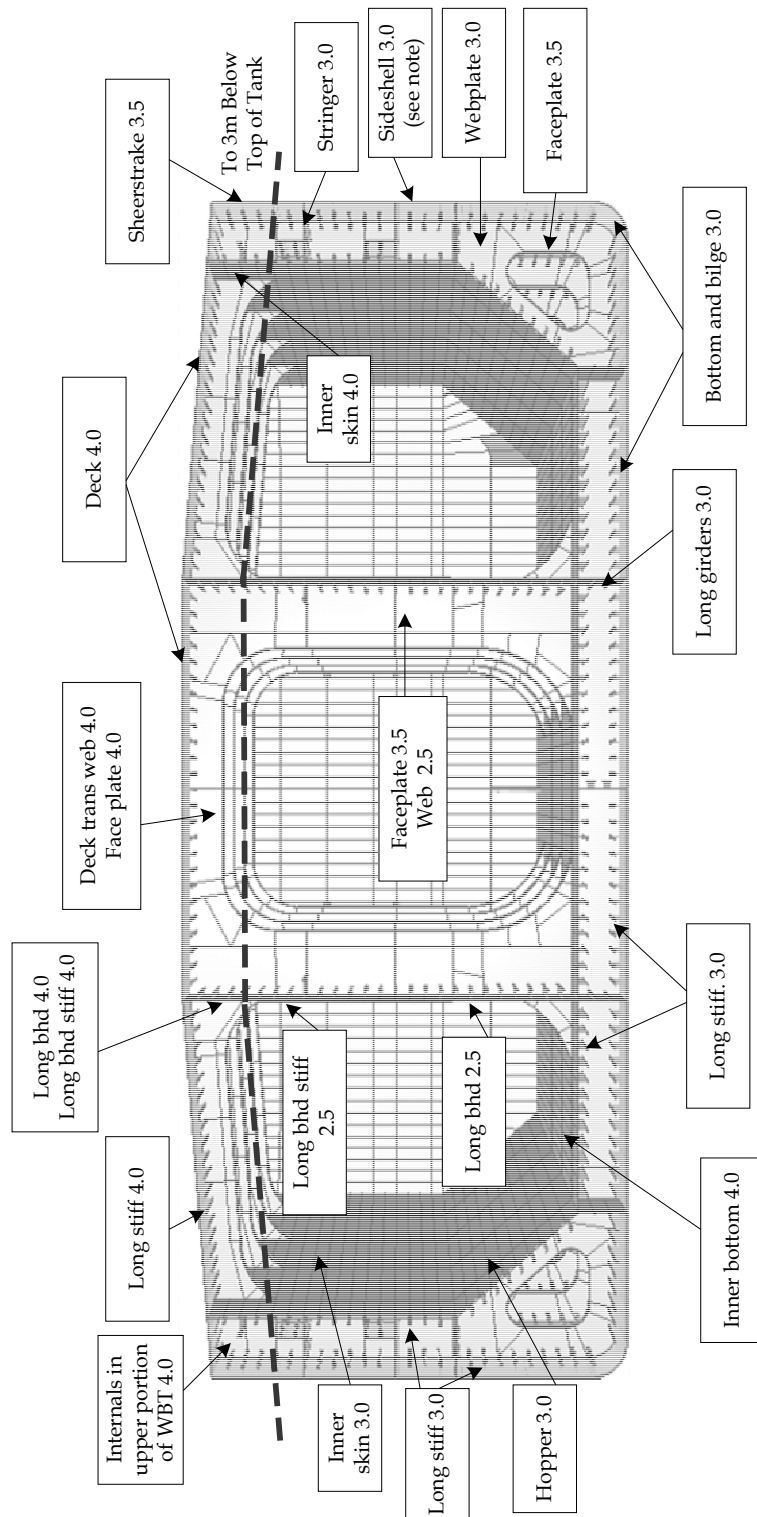 Sheerstrake 3.5
To 3m Below
Top of Tank
Stringer 3.0
Sideshell 3.0
(see note)
Webplate 3.0
Faceplate 3.5
Deck 4.0
Inner
skin 4.0
Bottom and bilge 3.0
Deck trans web 4.0
Face plate 4.0
Faceplate 3.5
Web 2.5
Long girders 3.0
Long bhd 4.0
Long bhd stiff 4.0
Long bhd stiff
2.5
Long bhd 2.5
Long stiff. 3.0
Long stiff 4.0
Inner bottom 4.0
Internals in
upper portion
of WBT 4.0
Inner
skin 3.0
Long stiff 3.0
Hopper 3.0